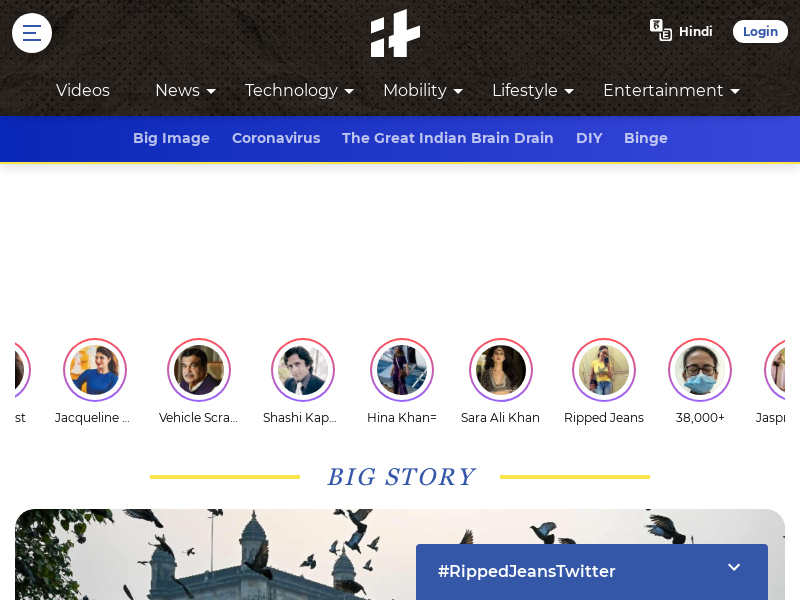 Hindi
Login
Videos
News
Technology
Mobility
Lifestyle
Entertainment
Big Image
Coronavirus
The Great Indian Brain Drain
DIY
Binge
st
Jacqueline ...
Vehicle Scra...
Shashi Kap...
Hina Khan=
Sara Ali Khan
Ripped Jeans
38,000+
Jaspr
BIG STORY
#RippedJeansTwitter